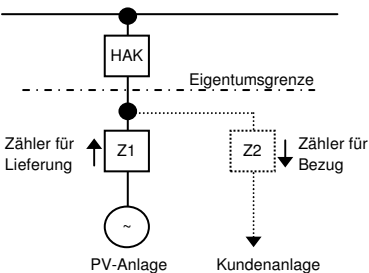 HAK
Eigentumsgrenze
Zähler für
Lieferung
Z1
Z2
Zähler für
Bezug
~
PV-Anlage
Kundenanlage